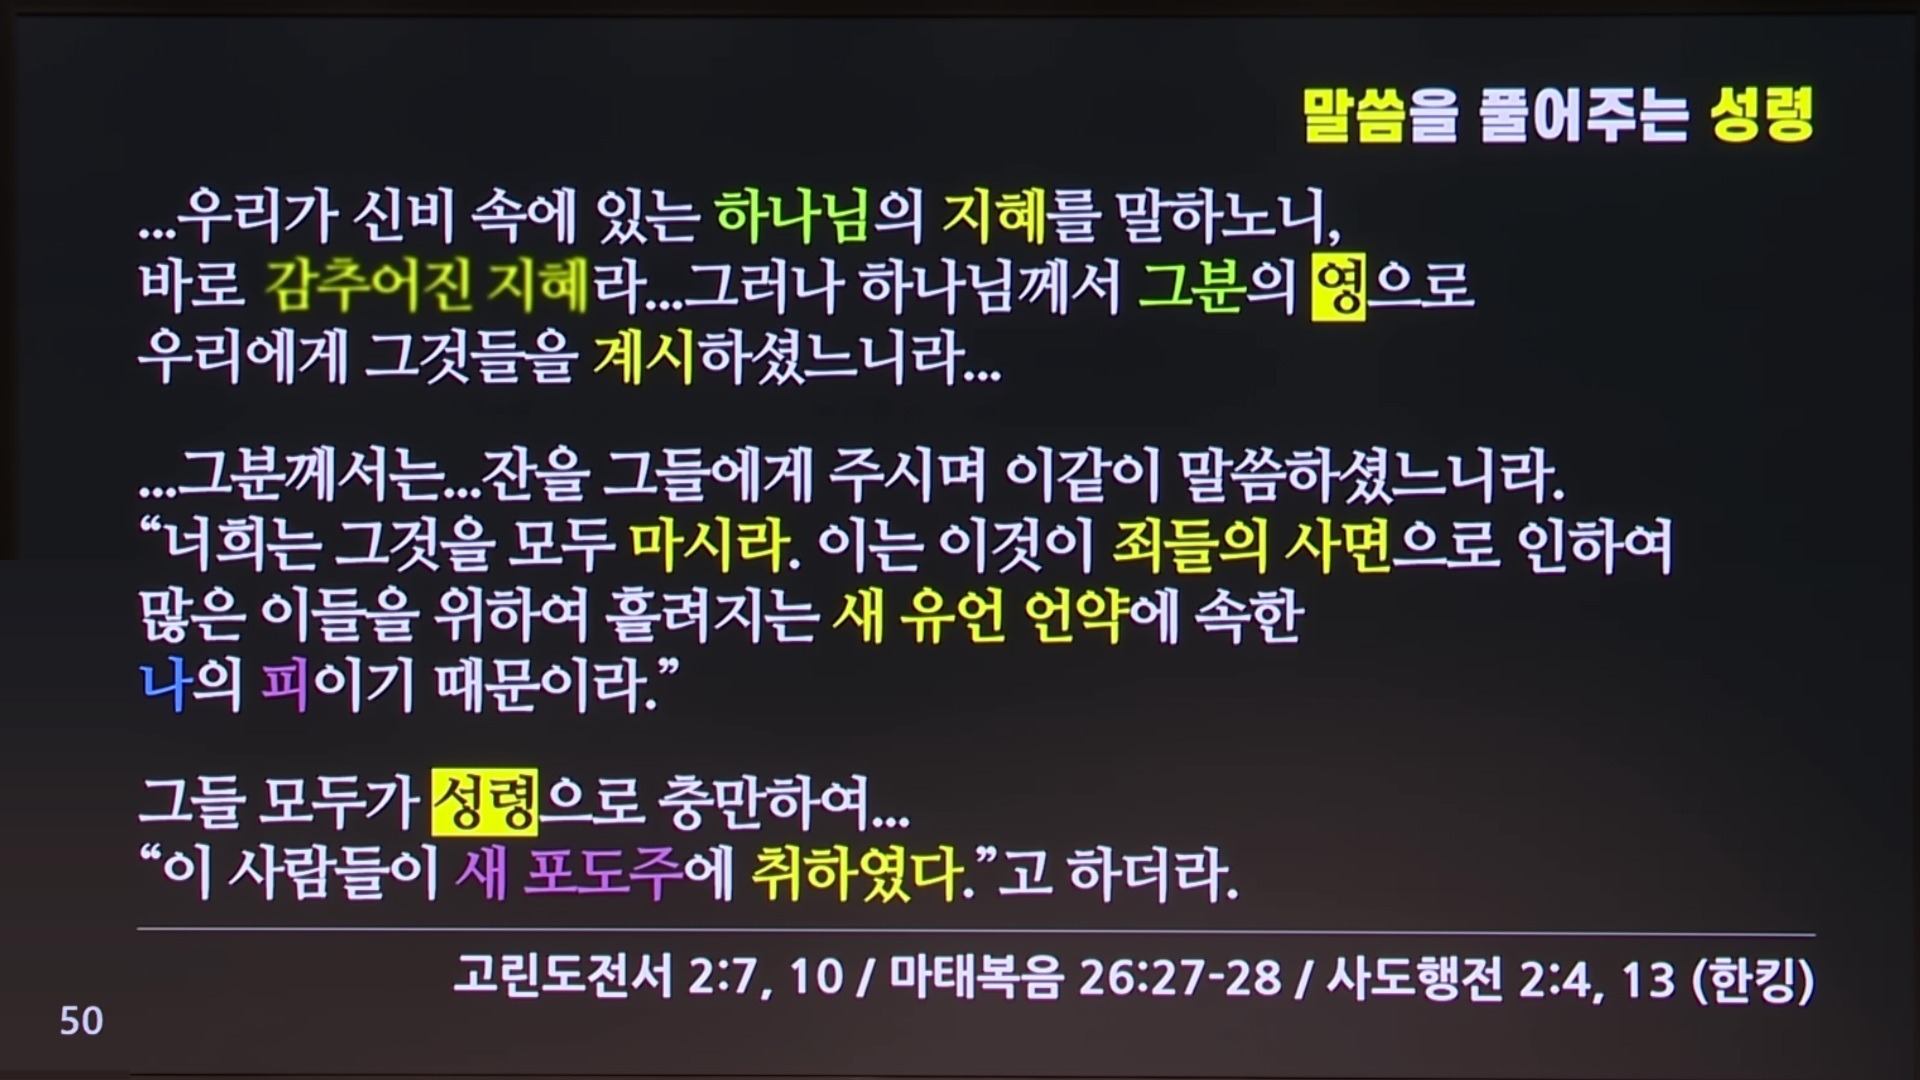 말씀을 풀어주는 성령
...우리가 신비 속에 있는 하나님의 지혜를 말하노니,
바로 감추어진 지혜라...그러나 하나님께서 그분의 영으로
우리에게 그것들을 계시하셨느니라...
...그분께서는...잔을 그들에게 주시며 이같이 말씀하셨느니라.
“너희는 그것을 모두 마시라. 이는 이것이 죄들의 사면으로 인하여
많은 이들을 위하여 흘려지는 새 유언 언약에 속한
나의 피이기 때문이라.”
그들 모두가 성령으로 충만하여...
“이 사람들이 새 포도주에 취하였다.”고 하더라.
고린도전서 2:7, 10 / 마태복음 26:27-28 / 사도행전 2:4, 13 (한킹)
50